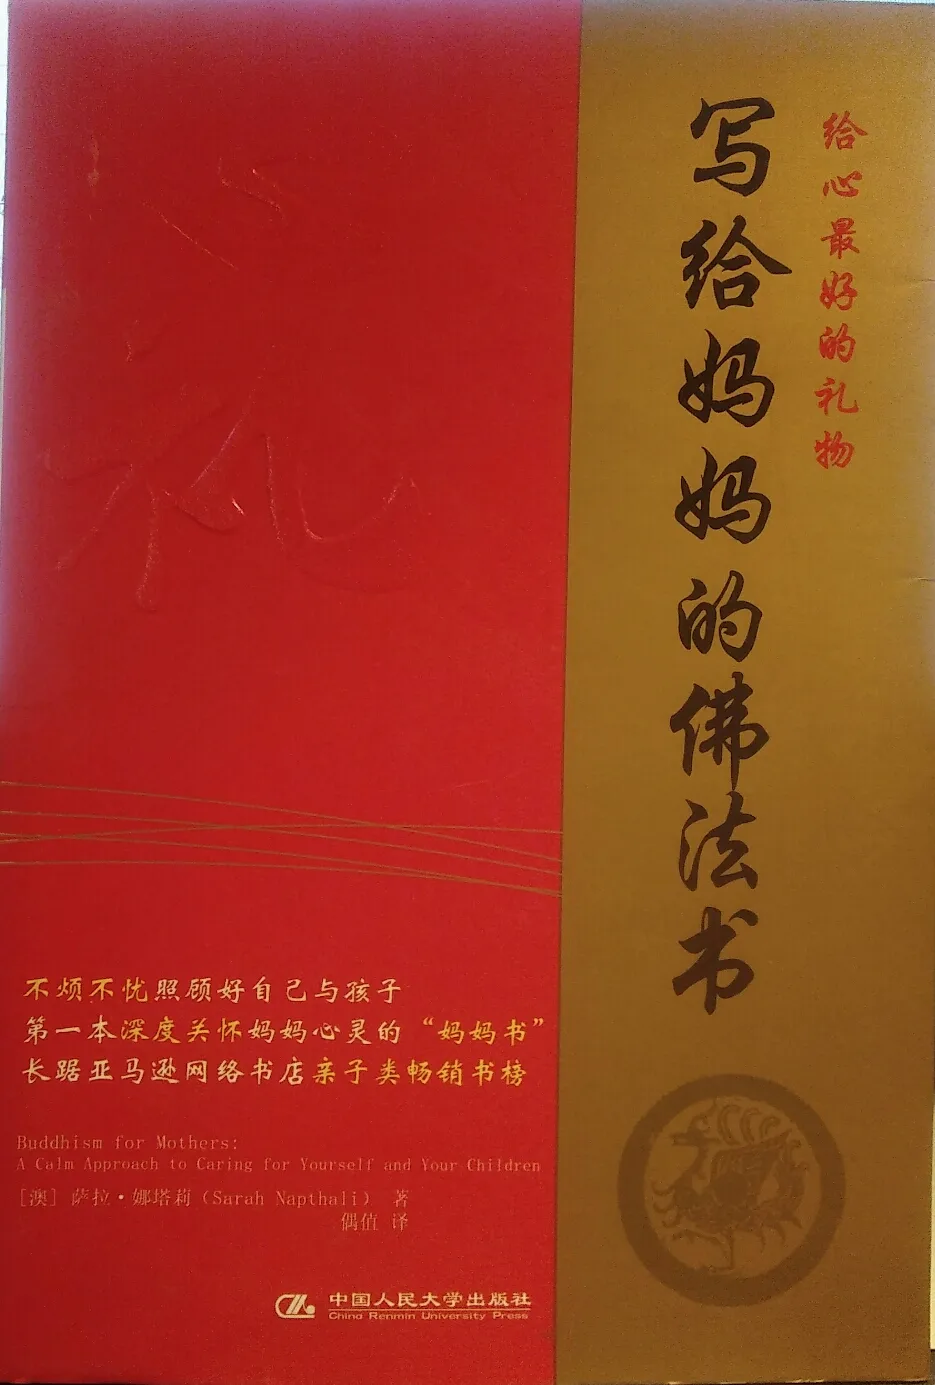 给心最好的礼物
写给妈妈的佛法书
礼
不烦不忧照顾好自己与孩子
第一本深度关怀妈妈心灵的“妈妈书”
长踞亚马逊网络书店亲子类畅销书榜
Buddhism for Mothers:
A Calm Approach to Caring for Yourself and Your Children
[澳] 萨拉·娜塔莉（Sarah Napthali） 著
偶值 译
中国人民大学出版社
China Renmin University Press